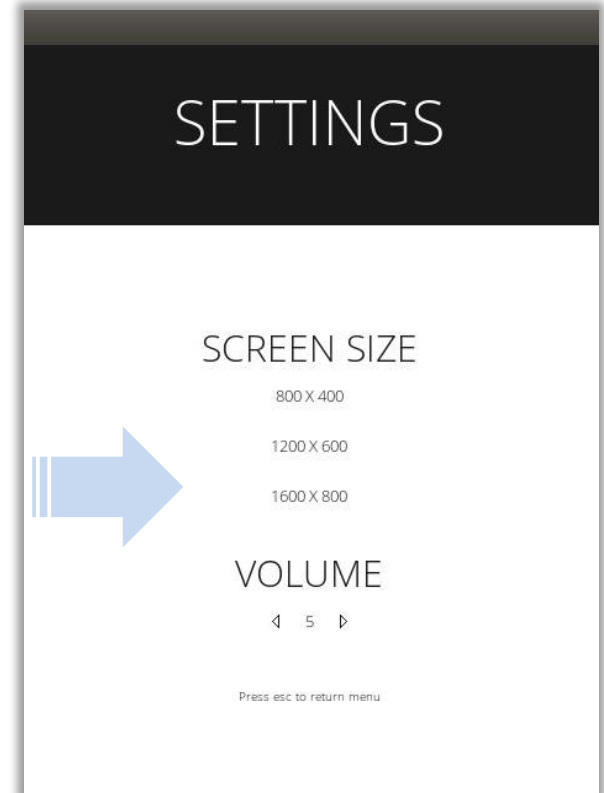 SETTINGS
SCREEN SIZE
800 X 400
1200 X 600
1600 X 800
VOLUME
5
Press esc to return menu